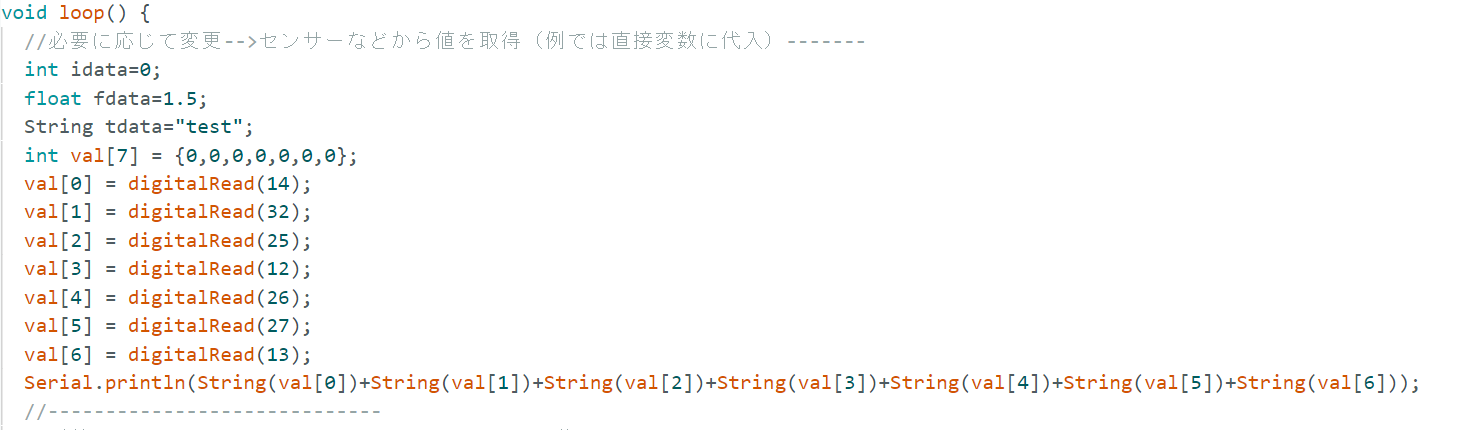 void loop() {
//必要に応じて変更-->センサーなどから値を取得（例では直接変数に代入）-------
int idata=0;
float fdata=1.5;
String tdata="test";
int val[7] = {0,0,0,0,0,0,0};
val[0] = digitalRead(14);
val[1] = digitalRead(32);
val[2] = digitalRead(25);
val[3] = digitalRead(12);
val[4] = digitalRead(26);
val[5] = digitalRead(27);
val[6] = digitalRead(13);
Serial.println(String(val[0])+String(val[1])+String(val[2])+String(val[3])+String(val[4])+String(val[5])+String(val[6]));
//-----------------------------